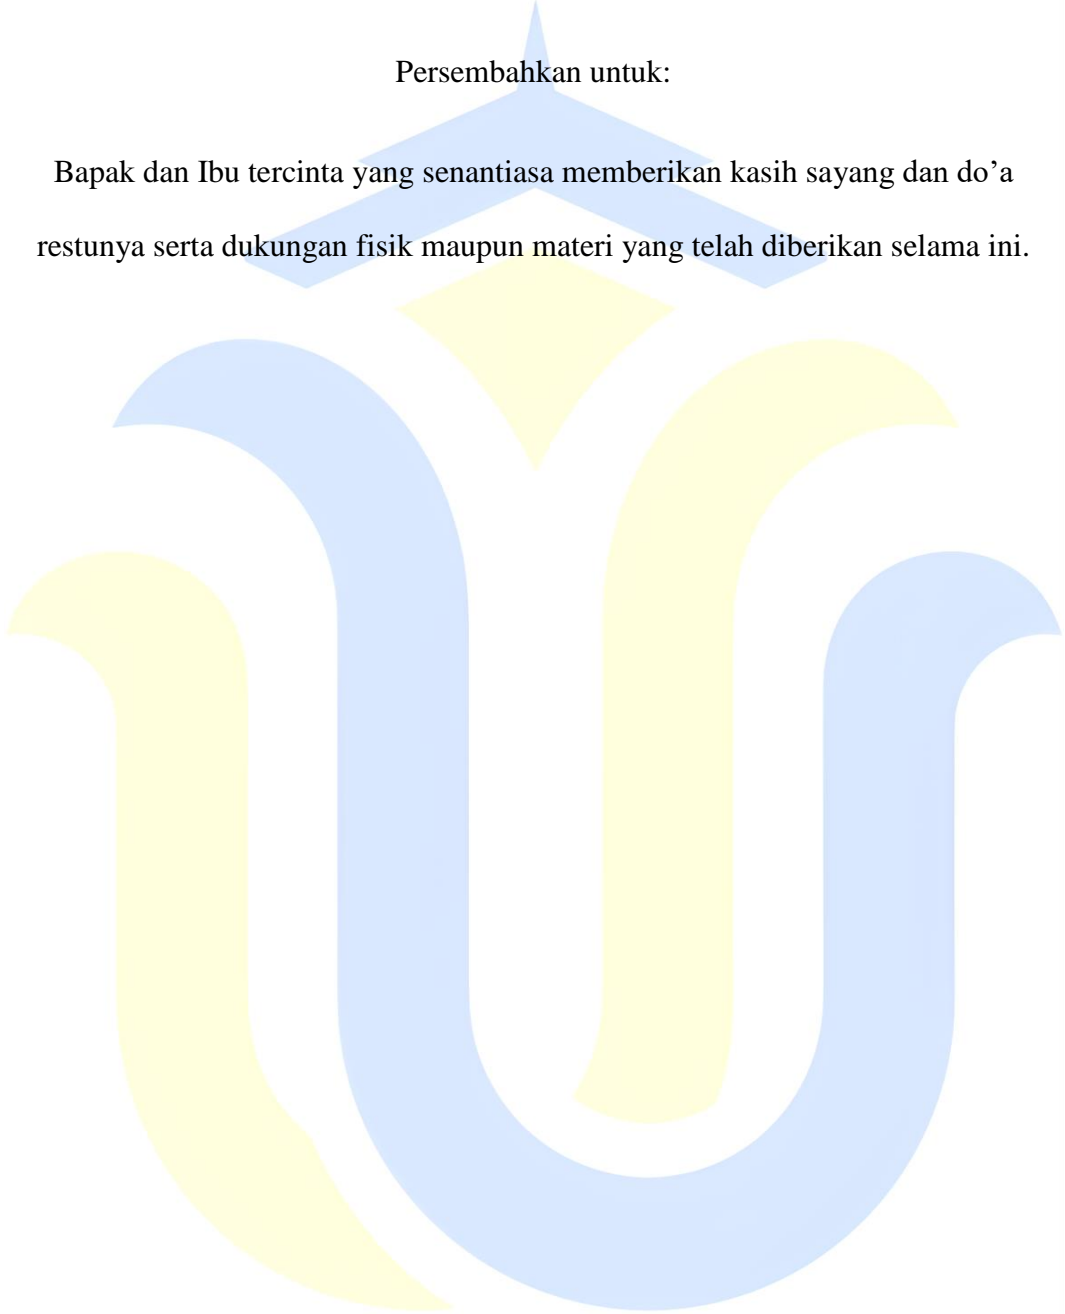 Persembahkan untuk:
Bapak dan Ibu tercinta yang senantiasa memberikan kasih sayang dan do’a
restunya serta dukungan fisik maupun materi yang telah diberikan selama ini.